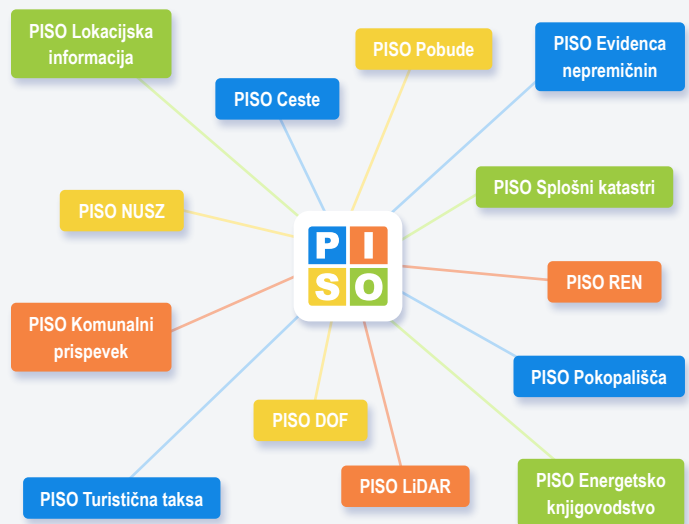 PISO Lokacijska
informacija
PISO Pobude
PISO Evidenca
nepremičnin
PISO Ceste
PISO Splošni katastri
PISO NUSZ
P I
S O
PISO REN
PISO Komunalni
prispevek
PISO Pokopališča
PISO DOF
PISO LiDAR
PISO Energetsko
knjigovodstvo
PISO Turistična taksa